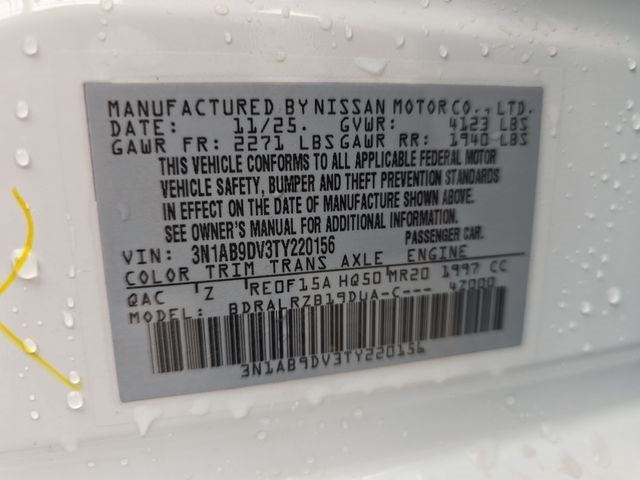 MANUFACTURED BY NISSAN MOTOR CO., LTD.
DATE: 11/25. GVWR: 4123 LBS
GAWR FR: 2271 LBS GAWR RR: 1940 LBS
THIS VEHICLE CONFORMS TO ALL APPLICABLE FEDERAL MOTOR
VEHICLE SAFETY, BUMPER AND THEFT PREVENTION STANDARDS
IN EFFECT ON THE DATE OF MANUFACTURE SHOWN ABOVE.
SEE OWNER'S MANUAL FOR ADDITIONAL INFORMATION.
VIN: 3N1AB9DV3TY220156 PASSENGER CAR.
COLOR TRIM TRANS AXLE ENGINE
QAC Z RE0F15A HQ50 MR20 1997 CC
MODEL: BDRALRZB19DUA-C--- 47000
3N1AB9DV3TY220156